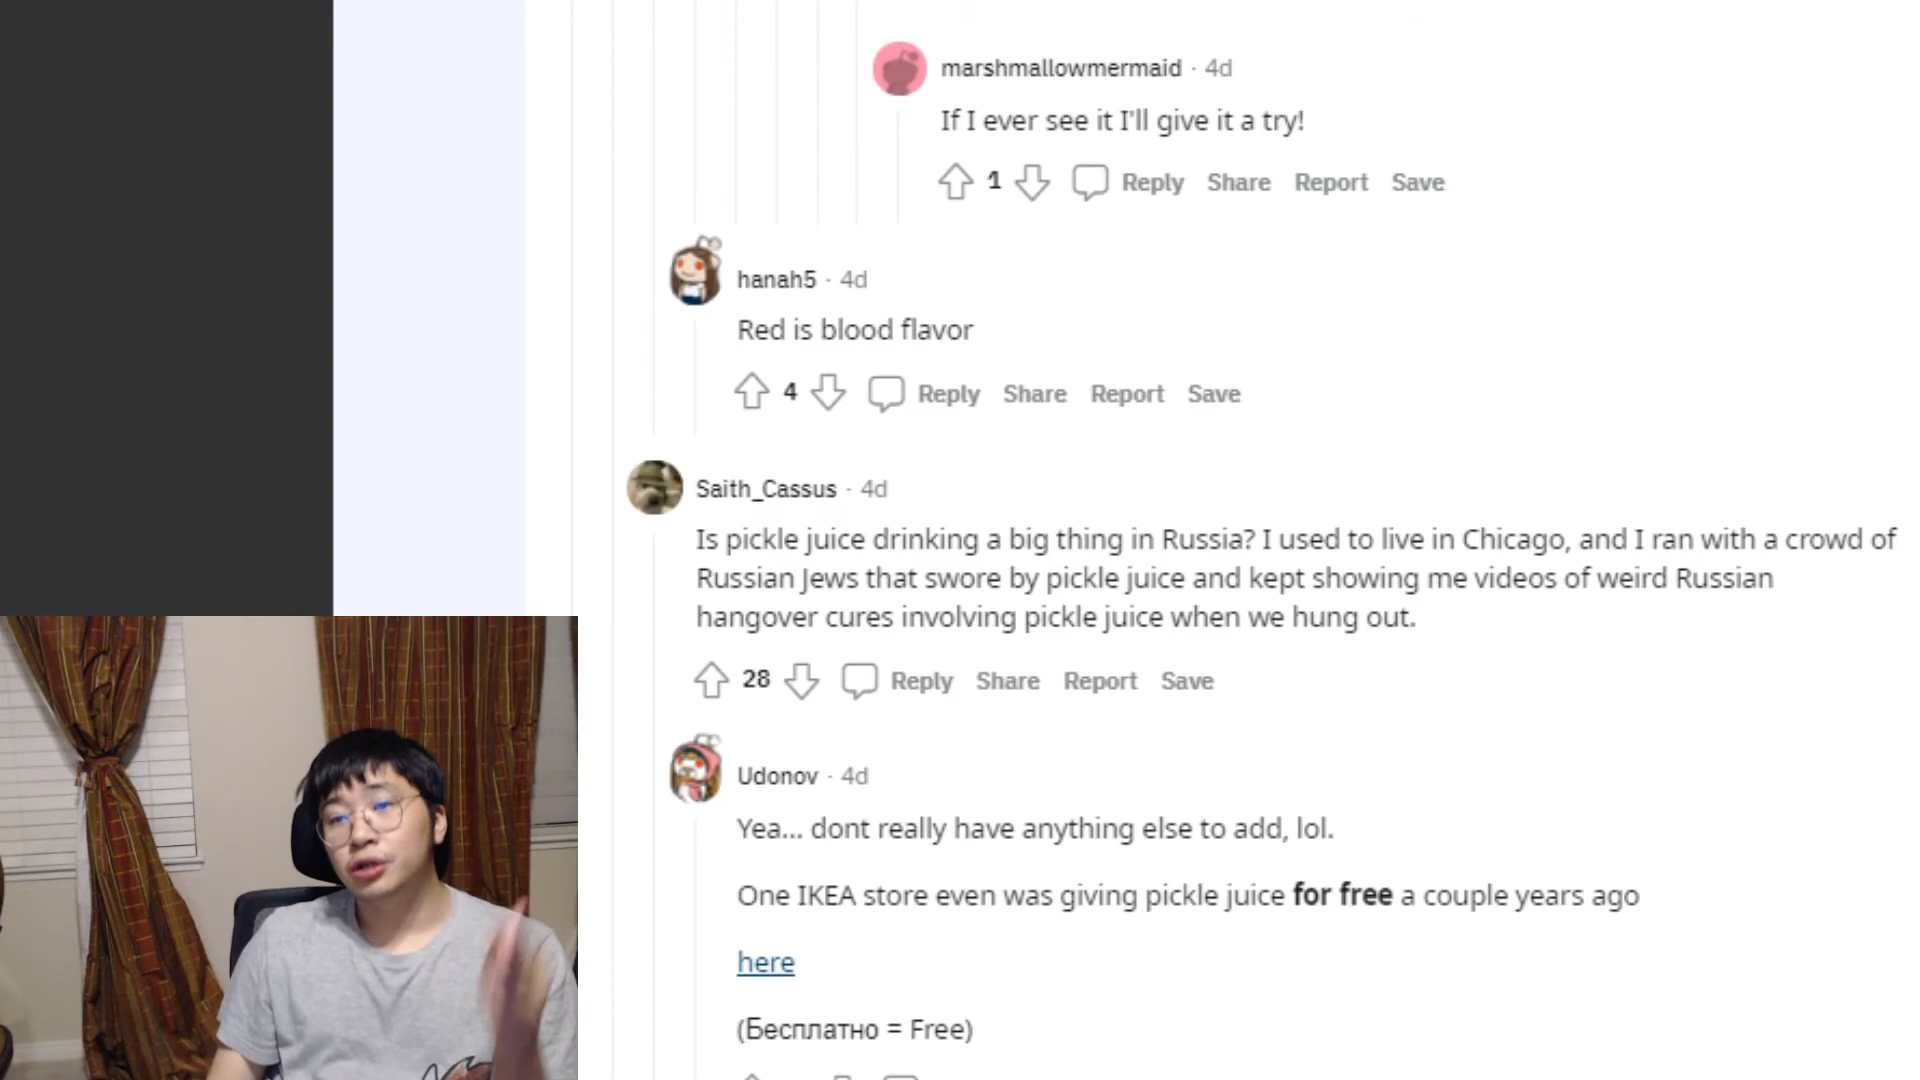 marshmallowmermaid · 4d
If I ever see it I'll give it a try!
1 Reply Share Report Save
hanah5 · 4d
Red is blood flavor
4 Reply Share Report Save
Saith_Cassus · 4d
Is pickle juice drinking a big thing in Russia? I used to live in Chicago, and I ran with a crowd of
Russian Jews that swore by pickle juice and kept showing me videos of weird Russian
hangover cures involving pickle juice when we hung out.
28 Reply Share Report Save
Udonov · 4d
Yea... dont really have anything else to add, lol.
One IKEA store even was giving pickle juice for free a couple years ago
here
(Бесплатно = Free)